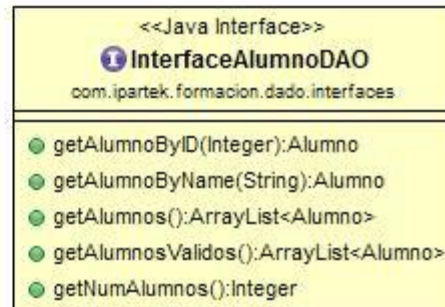 <<Java Interface>>
I InterfaceAlumnoDAO
com.ipartek.formacion.dado.interfaces
getAlumnoByID(Integer):Alumno
getAlumnoByName(String):Alumno
getAlumnos():ArrayList<Alumno>
getAlumnosValidos():ArrayList<Alumno>
getNumAlumnos():Integer